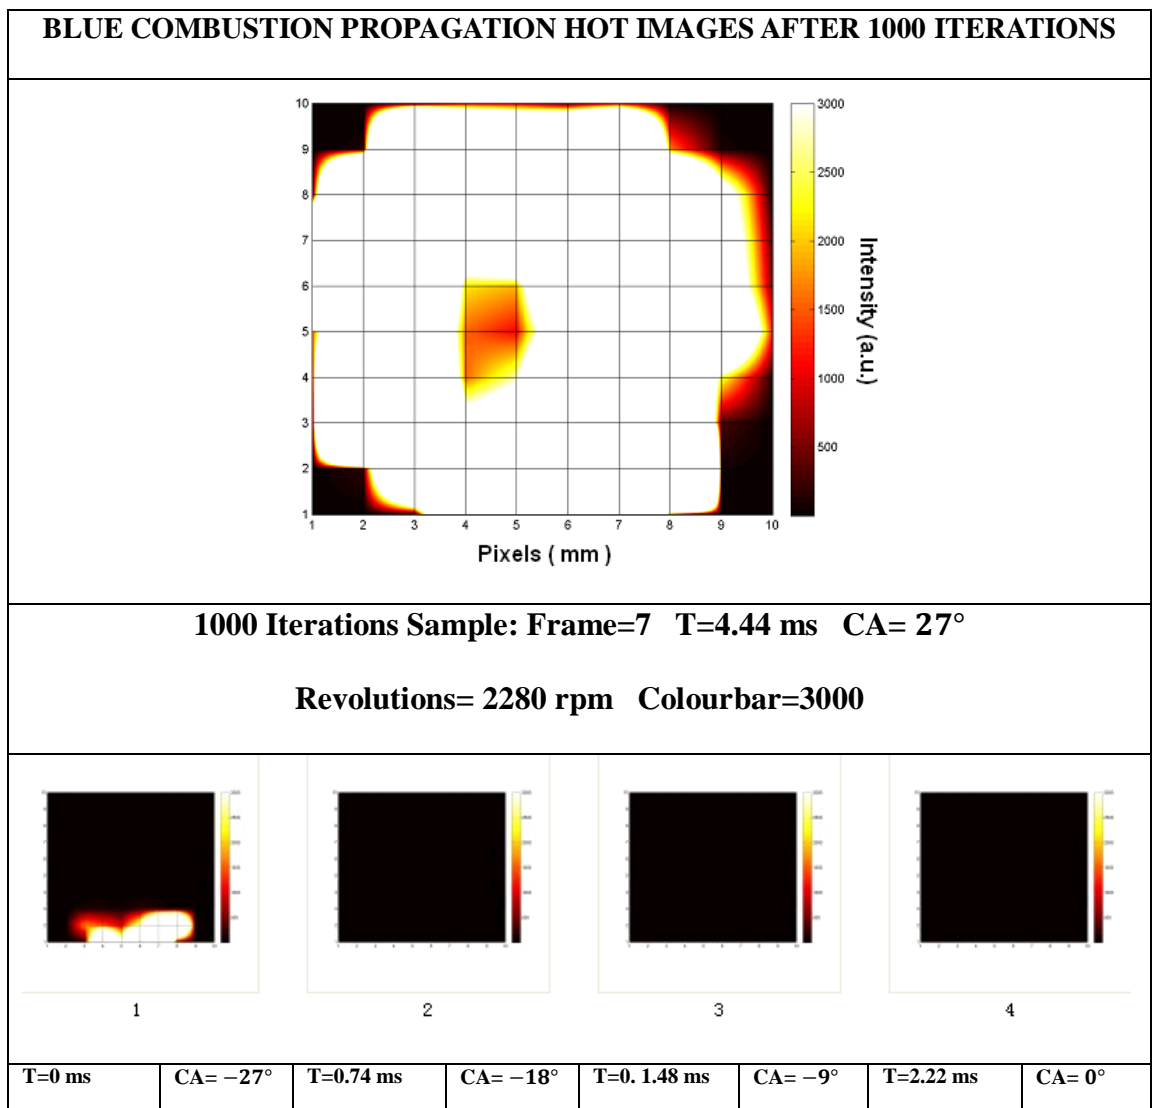 BLUE COMBUSTION PROPAGATION HOT IMAGES AFTER 1000 ITERATIONS
10
9
8
7
6
5
4
3
2
1
1 2 3 4 5 6 7 8 9 10
Pixels ( mm )
3000
2500
2000
1500
1000
500
Intensity (a.u.)
1000 Iterions Sample: Frame=7 T=4.44 ms CA= 27°
Revolutions= 2280 rpm Colourbar=3000
1 2 3 4
T=0 ms CA= −27° T=0.74 ms CA= −18° T=0. 1.48 ms CA= −9° T=2.22 ms CA= 0°